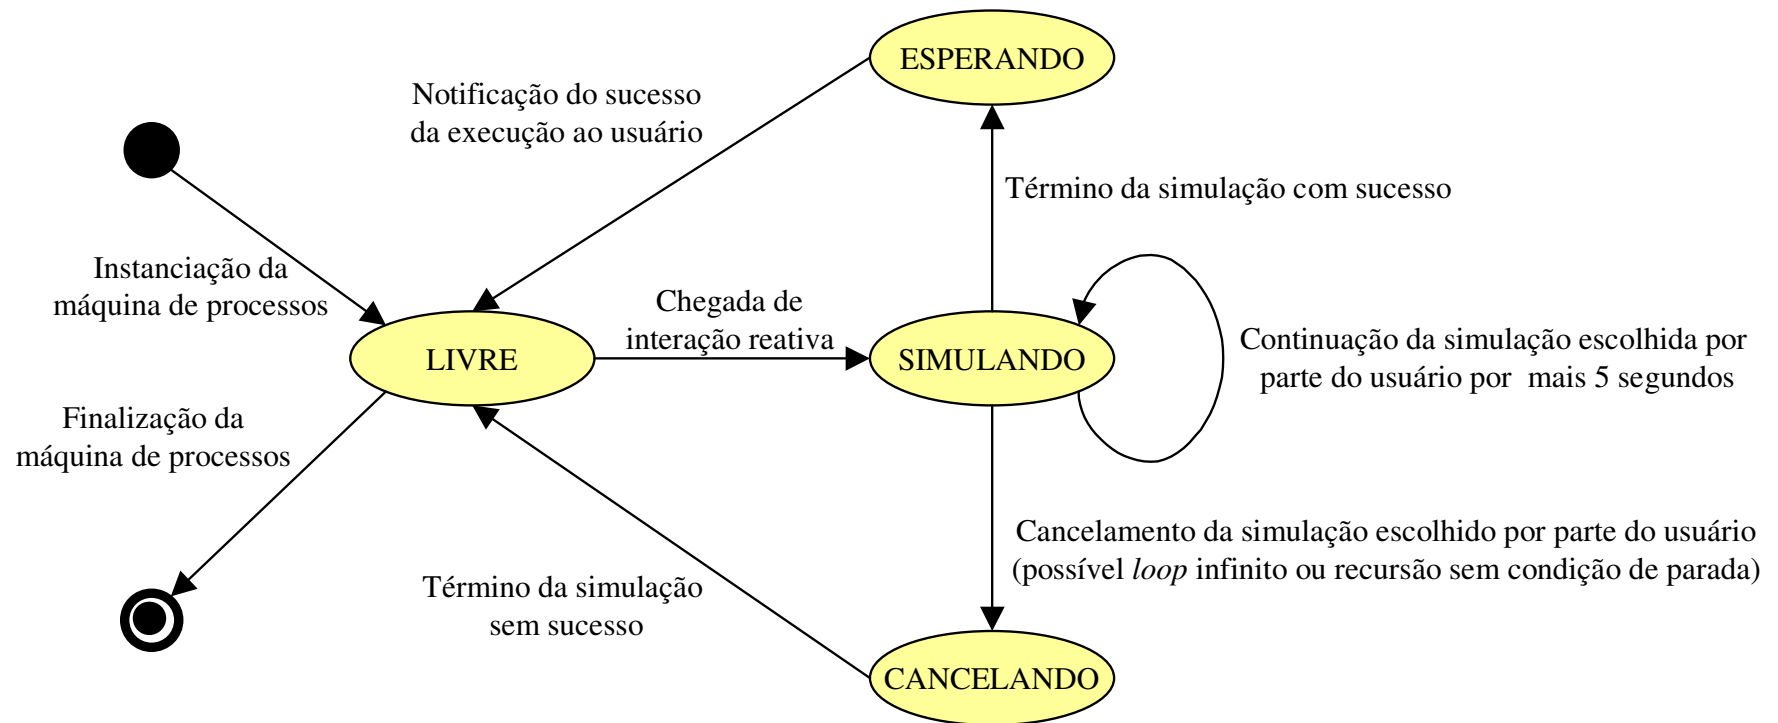 ESPERANDO
Notificação do sucesso
da execução ao usuário
Término da simulação com sucesso
Instanciação da
máquina de processos
Chegada de
interação reativa
LIVRE
SIMULANDO
Continuação da simulação escolhida por
parte do usuário por  mais 5 segundos
Finalização da
máquina de processos
Cancelamento da simulação escolhido por parte do usuário
(possível loop infinito ou recursão sem condição de parada)
Término da simulação
sem sucesso
CANCELANDO